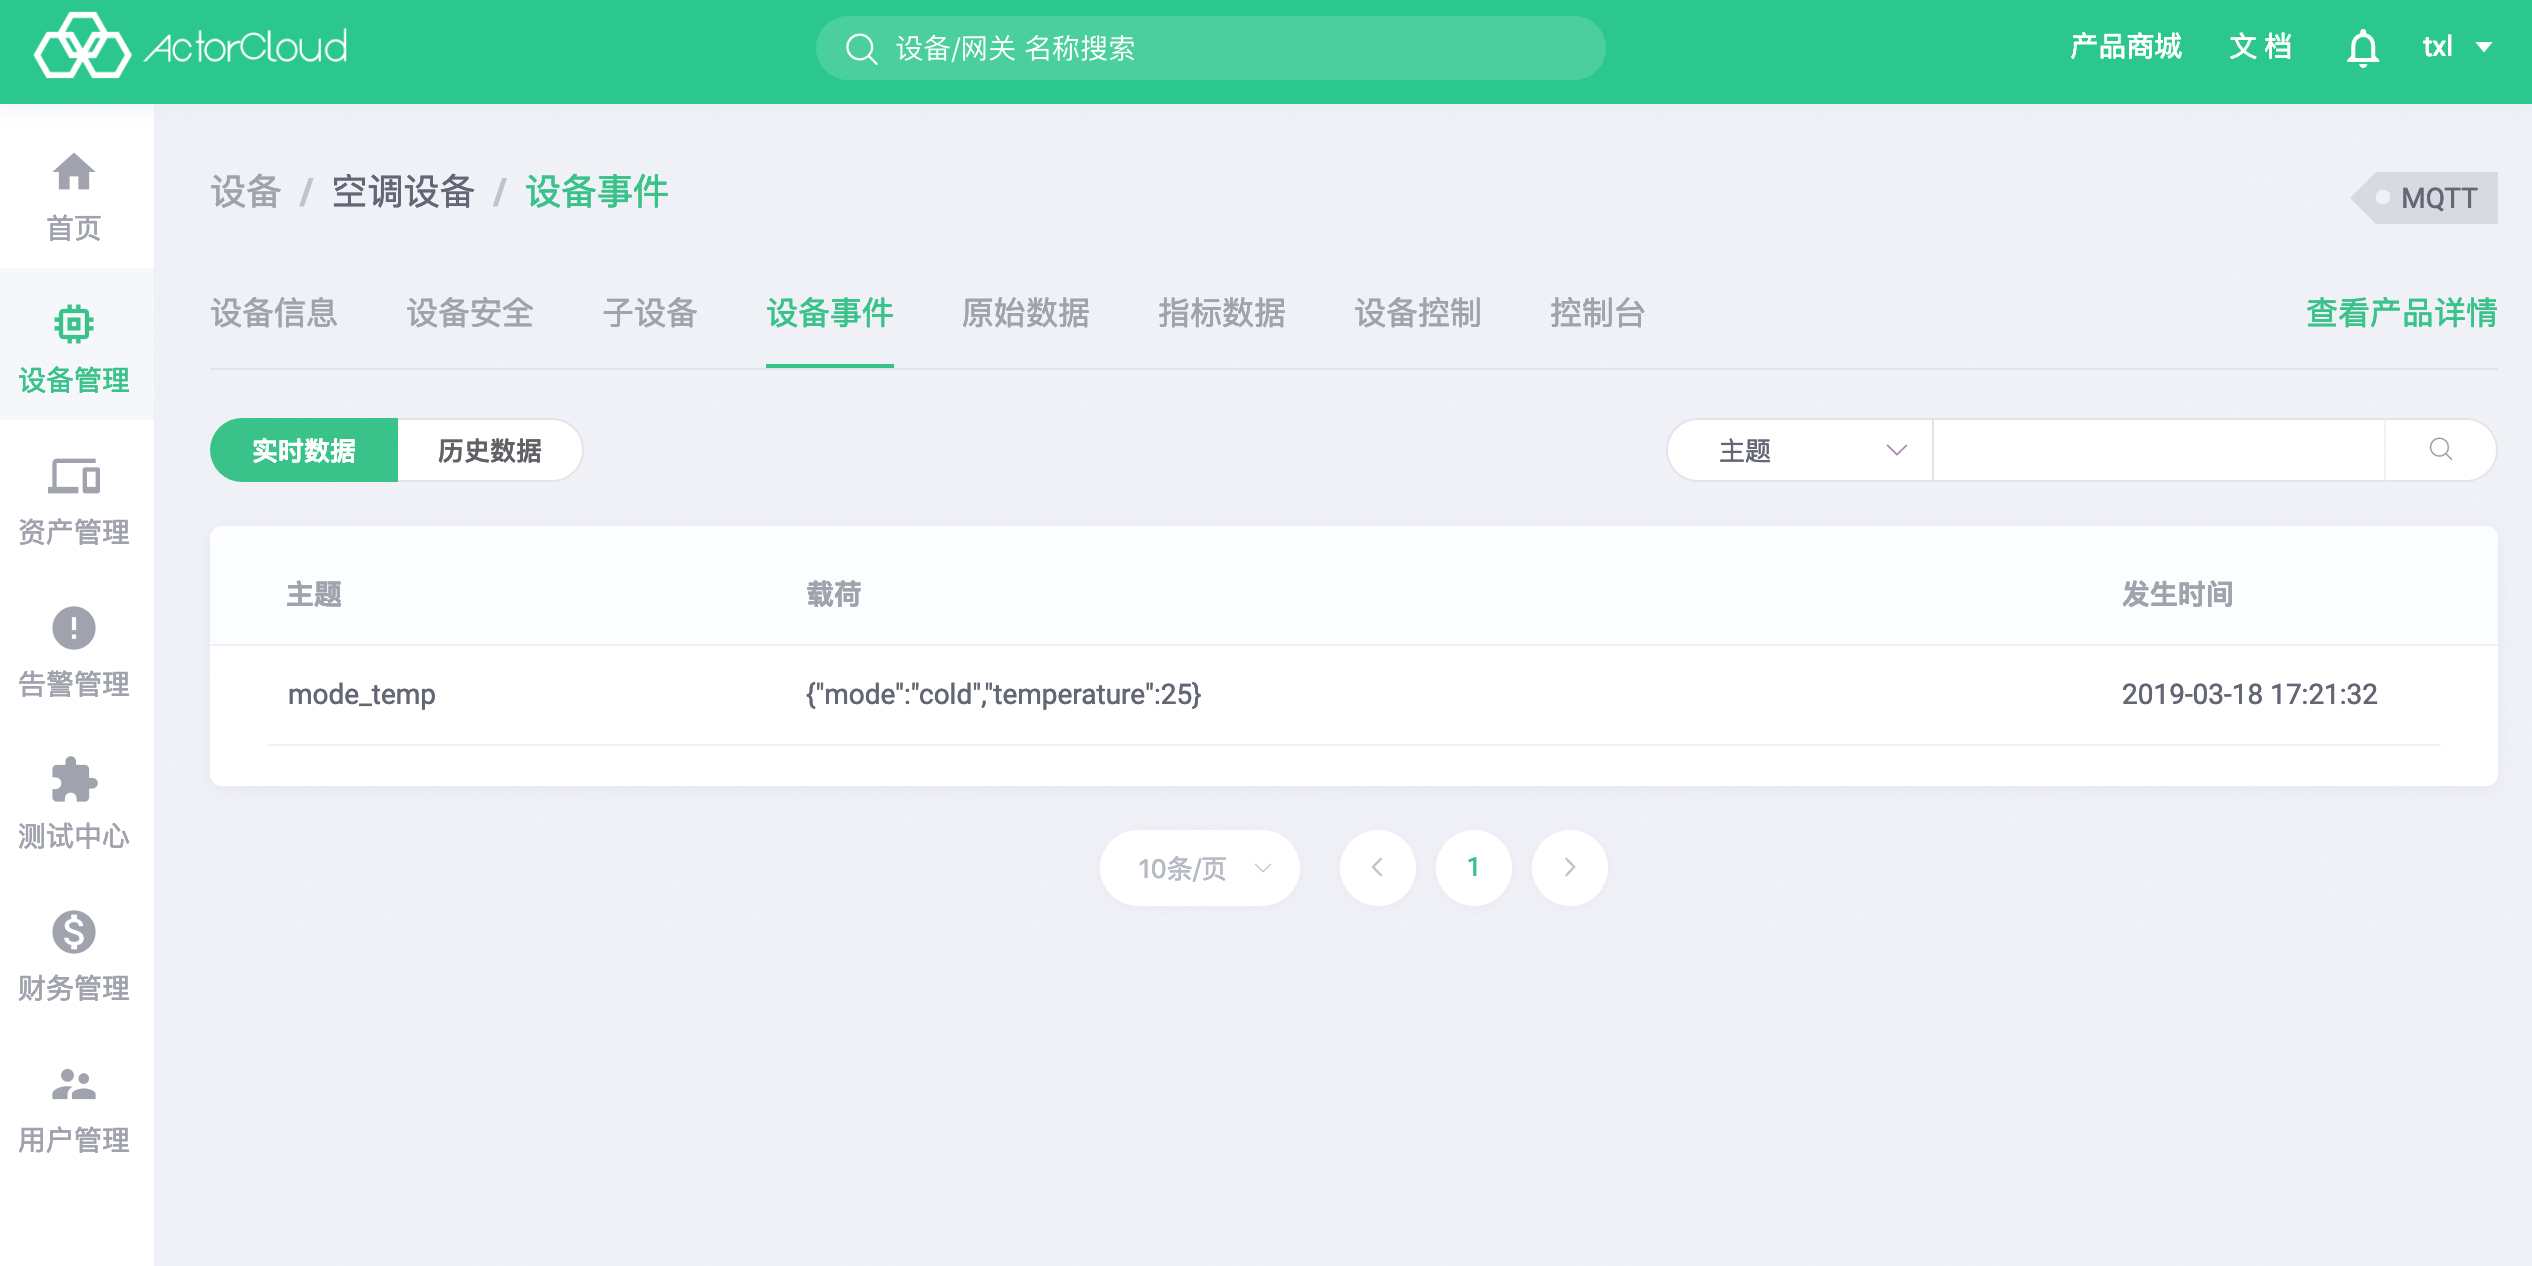 ActorCloud
设备/网关 名称搜索
产品商城
文 档
txl
首页
设备管理
资产管理
告警管理
测试中心
财务管理
用户管理
设备 / 空调设备 / 设备事件
MQTT
设备信息 设备安全 子设备 设备事件 原始数据 指标数据 设备控制 控制台 查看产品详情
实时数据 历史数据
主题
主题 载荷 发生时间
mode_temp {"mode":"cold","temperature":25} 2019-03-18 17:21:32
10条/页 1